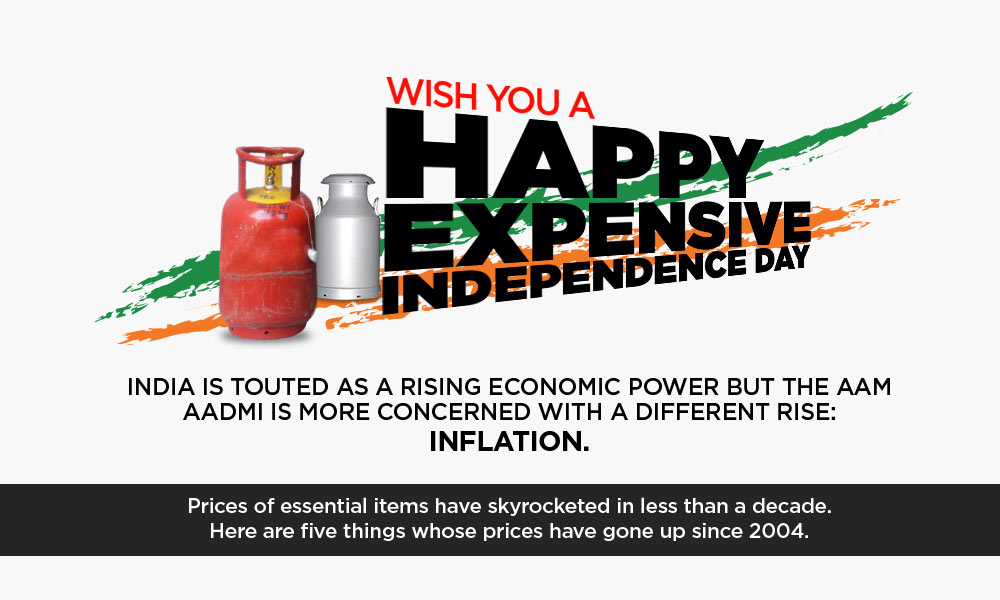 WISH YOU A
HAPPY
EXPENSIVE
INDEPENDENCE DAY
INDIA IS TOUTED AS A RISING ECONOMIC POWER BUT THE AAM
AADMI IS MORE CONCERNED WITH A DIFFERENT RISE:
INFLATION.
Prices of essential items have skyrocketed in less than a decade.
Here are five things whose prices have gone up since 2004.